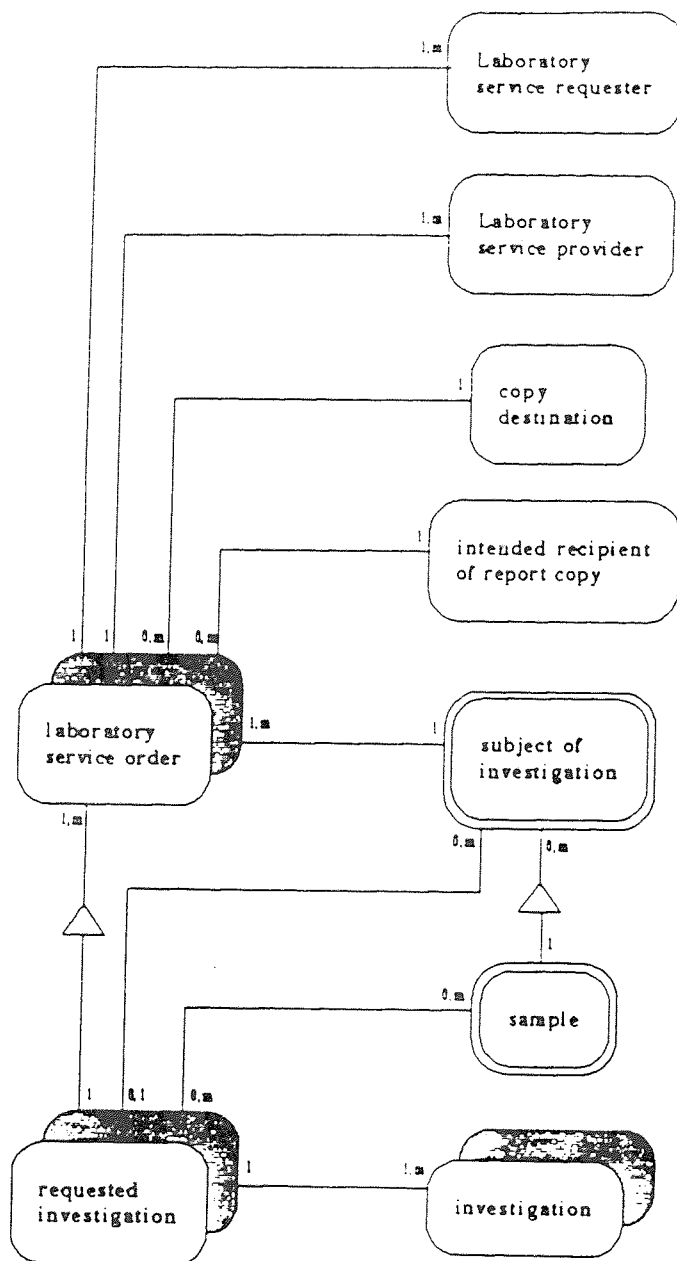 1,m
Laboratory
service requester
1,m
Laboratory
service provider
1
copy
destination
1
intended recipient
of report copy
1
1
0,m
0,m
laboratory
service order
1,m
1
subject of
investigation
1,m
0,m
0,m
1
0,m
sample
1
0,1
0,m
requested
investigation
1
1,m
investigation